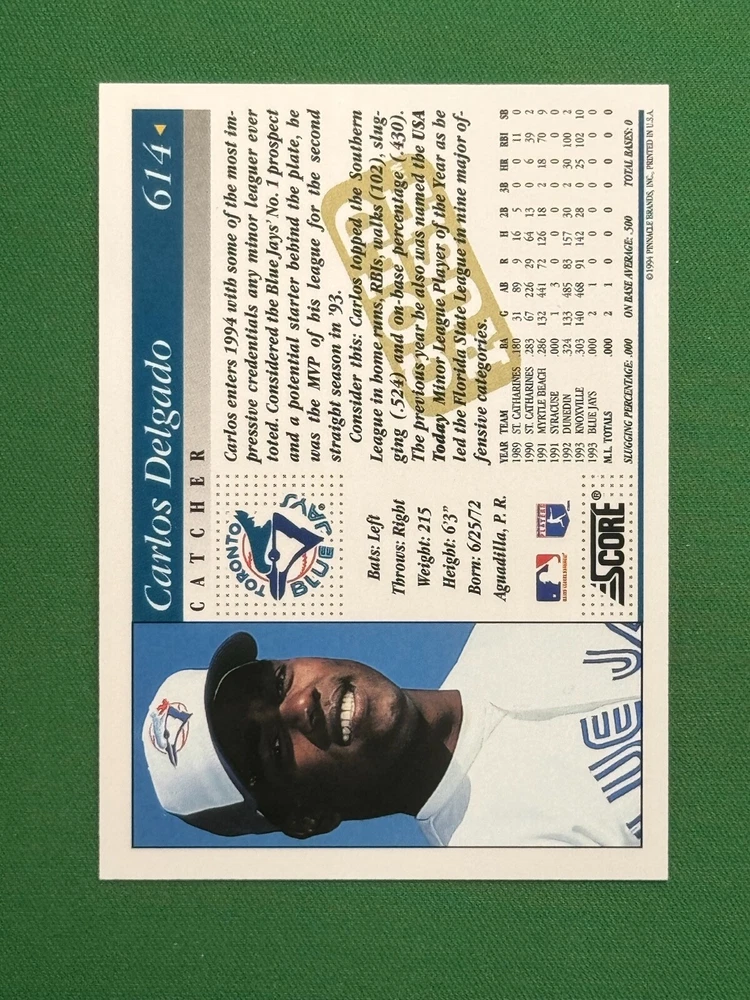 Carlos Delgado 614
CATCHER
TORONTO
BLUE JAYS
Bats: Left
Throws: Right
Weight: 215
Height: 6'3"
Born: 6/25/72
Aguadilla, P. R.
Carlos enters 1994 with some of the most im-
pressive credentials any minor leaguer ever
toted. Considered the Blue Jays' No. 1 prospect
and a potential starter behind the plate, he
was the MVP of his league for the second
straight season in '93.
Consider this: Carlos topped the Southern
League in home runs, RBIs, walks (102), slug-
ging (.524) and on-base percentage (.430).
The previous year he also was named the USA
Today Minor League Player of the Year as he
led the Florida State League in nine major of-
fensive categories.
YEAR TEAM BA G AB R H 2B 3B HR RBI SB
1989 ST. CATHARINES .180 31 89 9 16 5 0 0 11 0
1990 ST. CATHARINES .283 67 226 29 64 13 0 6 39 2
1991 MYRTLE BEACH .286 132 441 72 126 18 2 18 70 9
1991 SYRACUSE .000 1 3 0 0 0 0 0 0 0
1992 DUNEDIN .324 133 485 83 157 30 2 30 100 2
1993 KNOXVILLE .303 140 468 91 142 28 0 25 102 10
1993 BLUE JAYS .000 2 1 0 0 0 0 0 0 0
M.L. TOTALS .000 2 1 0 0 0 0 0 0 0
SLUGGING PERCENTAGE: .000 ON BASE AVERAGE: .500 TOTAL BASES: 0
SCORE®
©1994 PINNACLE BRANDS, INC., PRINTED IN U.S.A.